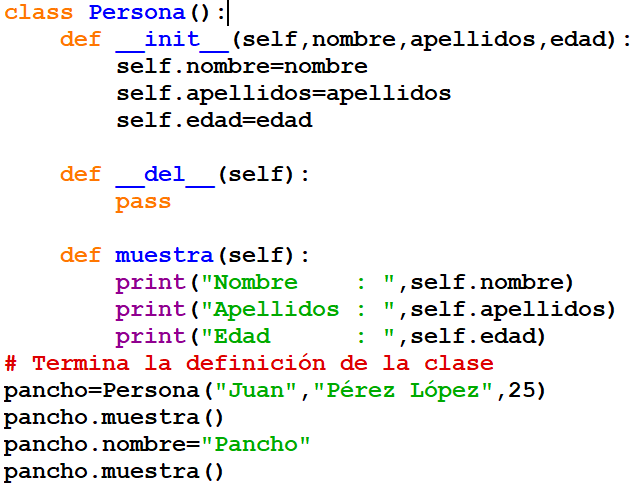 class Persona():
    def __init__(self,nombre,apellidos,edad):
        self.nombre=nombre
        self.apellidos=apellidos
        self.edad=edad

    def __del__(self):
        pass

    def muestra(self):
        print("Nombre    : ",self.nombre)
        print("Apellidos : ",self.apellidos)
        print("Edad      : ",self.edad)
# Termina la definición de la clase
pancho=Persona("Juan","Pérez López",25)
pancho.muestra()
pancho.nombre="Pancho"
pancho.muestra()